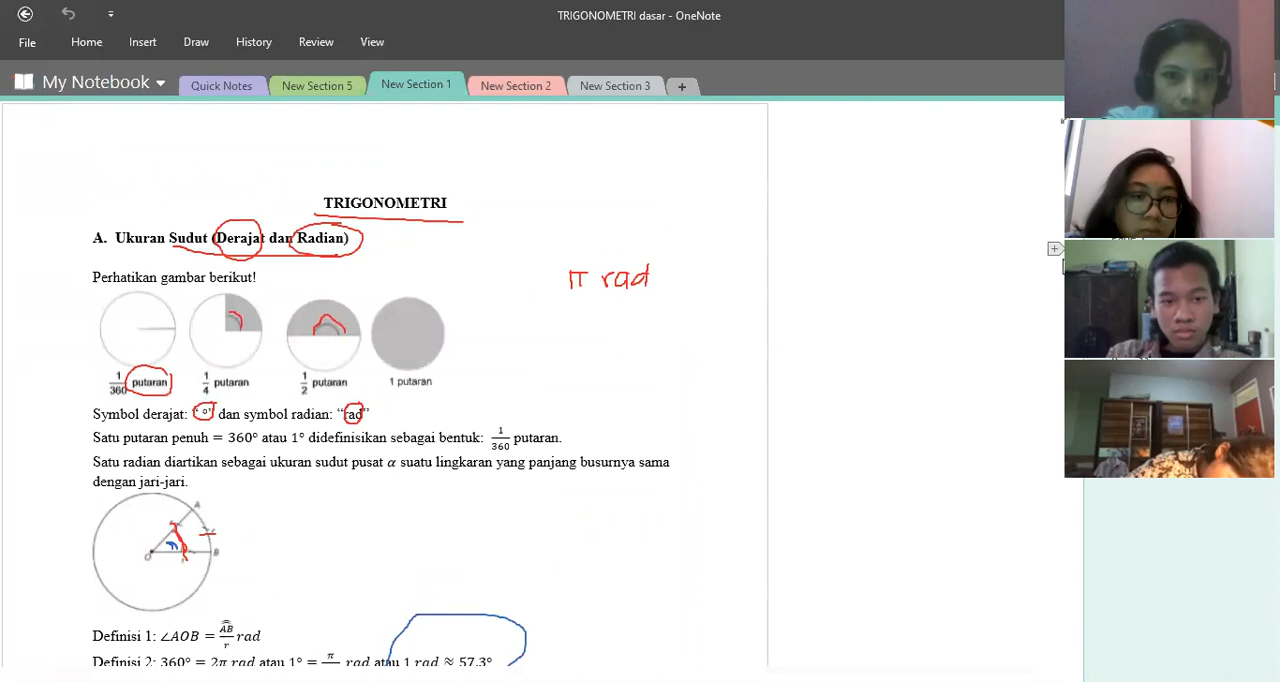 TRIGONOMETRI dasar - OneNote
File Home Insert Draw History Review View
My Notebook Quick Notes New Section 5 New Section 1 New Section 2 New Section 3 +
TRIGONOMETRI
A. Ukuran Sudut (Derajat dan Radian)
Perhatikan gambar berikut!
π rad
1/360 putaran 1/4 putaran 1/2 putaran 1 putaran
Symbol derajat: “ °” dan symbol radian: “rad”
Satu putaran penuh = 360° atau 1° didefinisikan sebagai bentuk: 1/360 putaran.
Satu radian diartikan sebagai ukuran sudut pusat α suatu lingkaran yang panjang busurnya sama
dengan jari-jari.
A
O B
Definisi 1: ∠AOB = AB/r rad
Definisi 2: 360° = 2π rad atau 1° = π rad atau 1 rad ≈ 57.3°